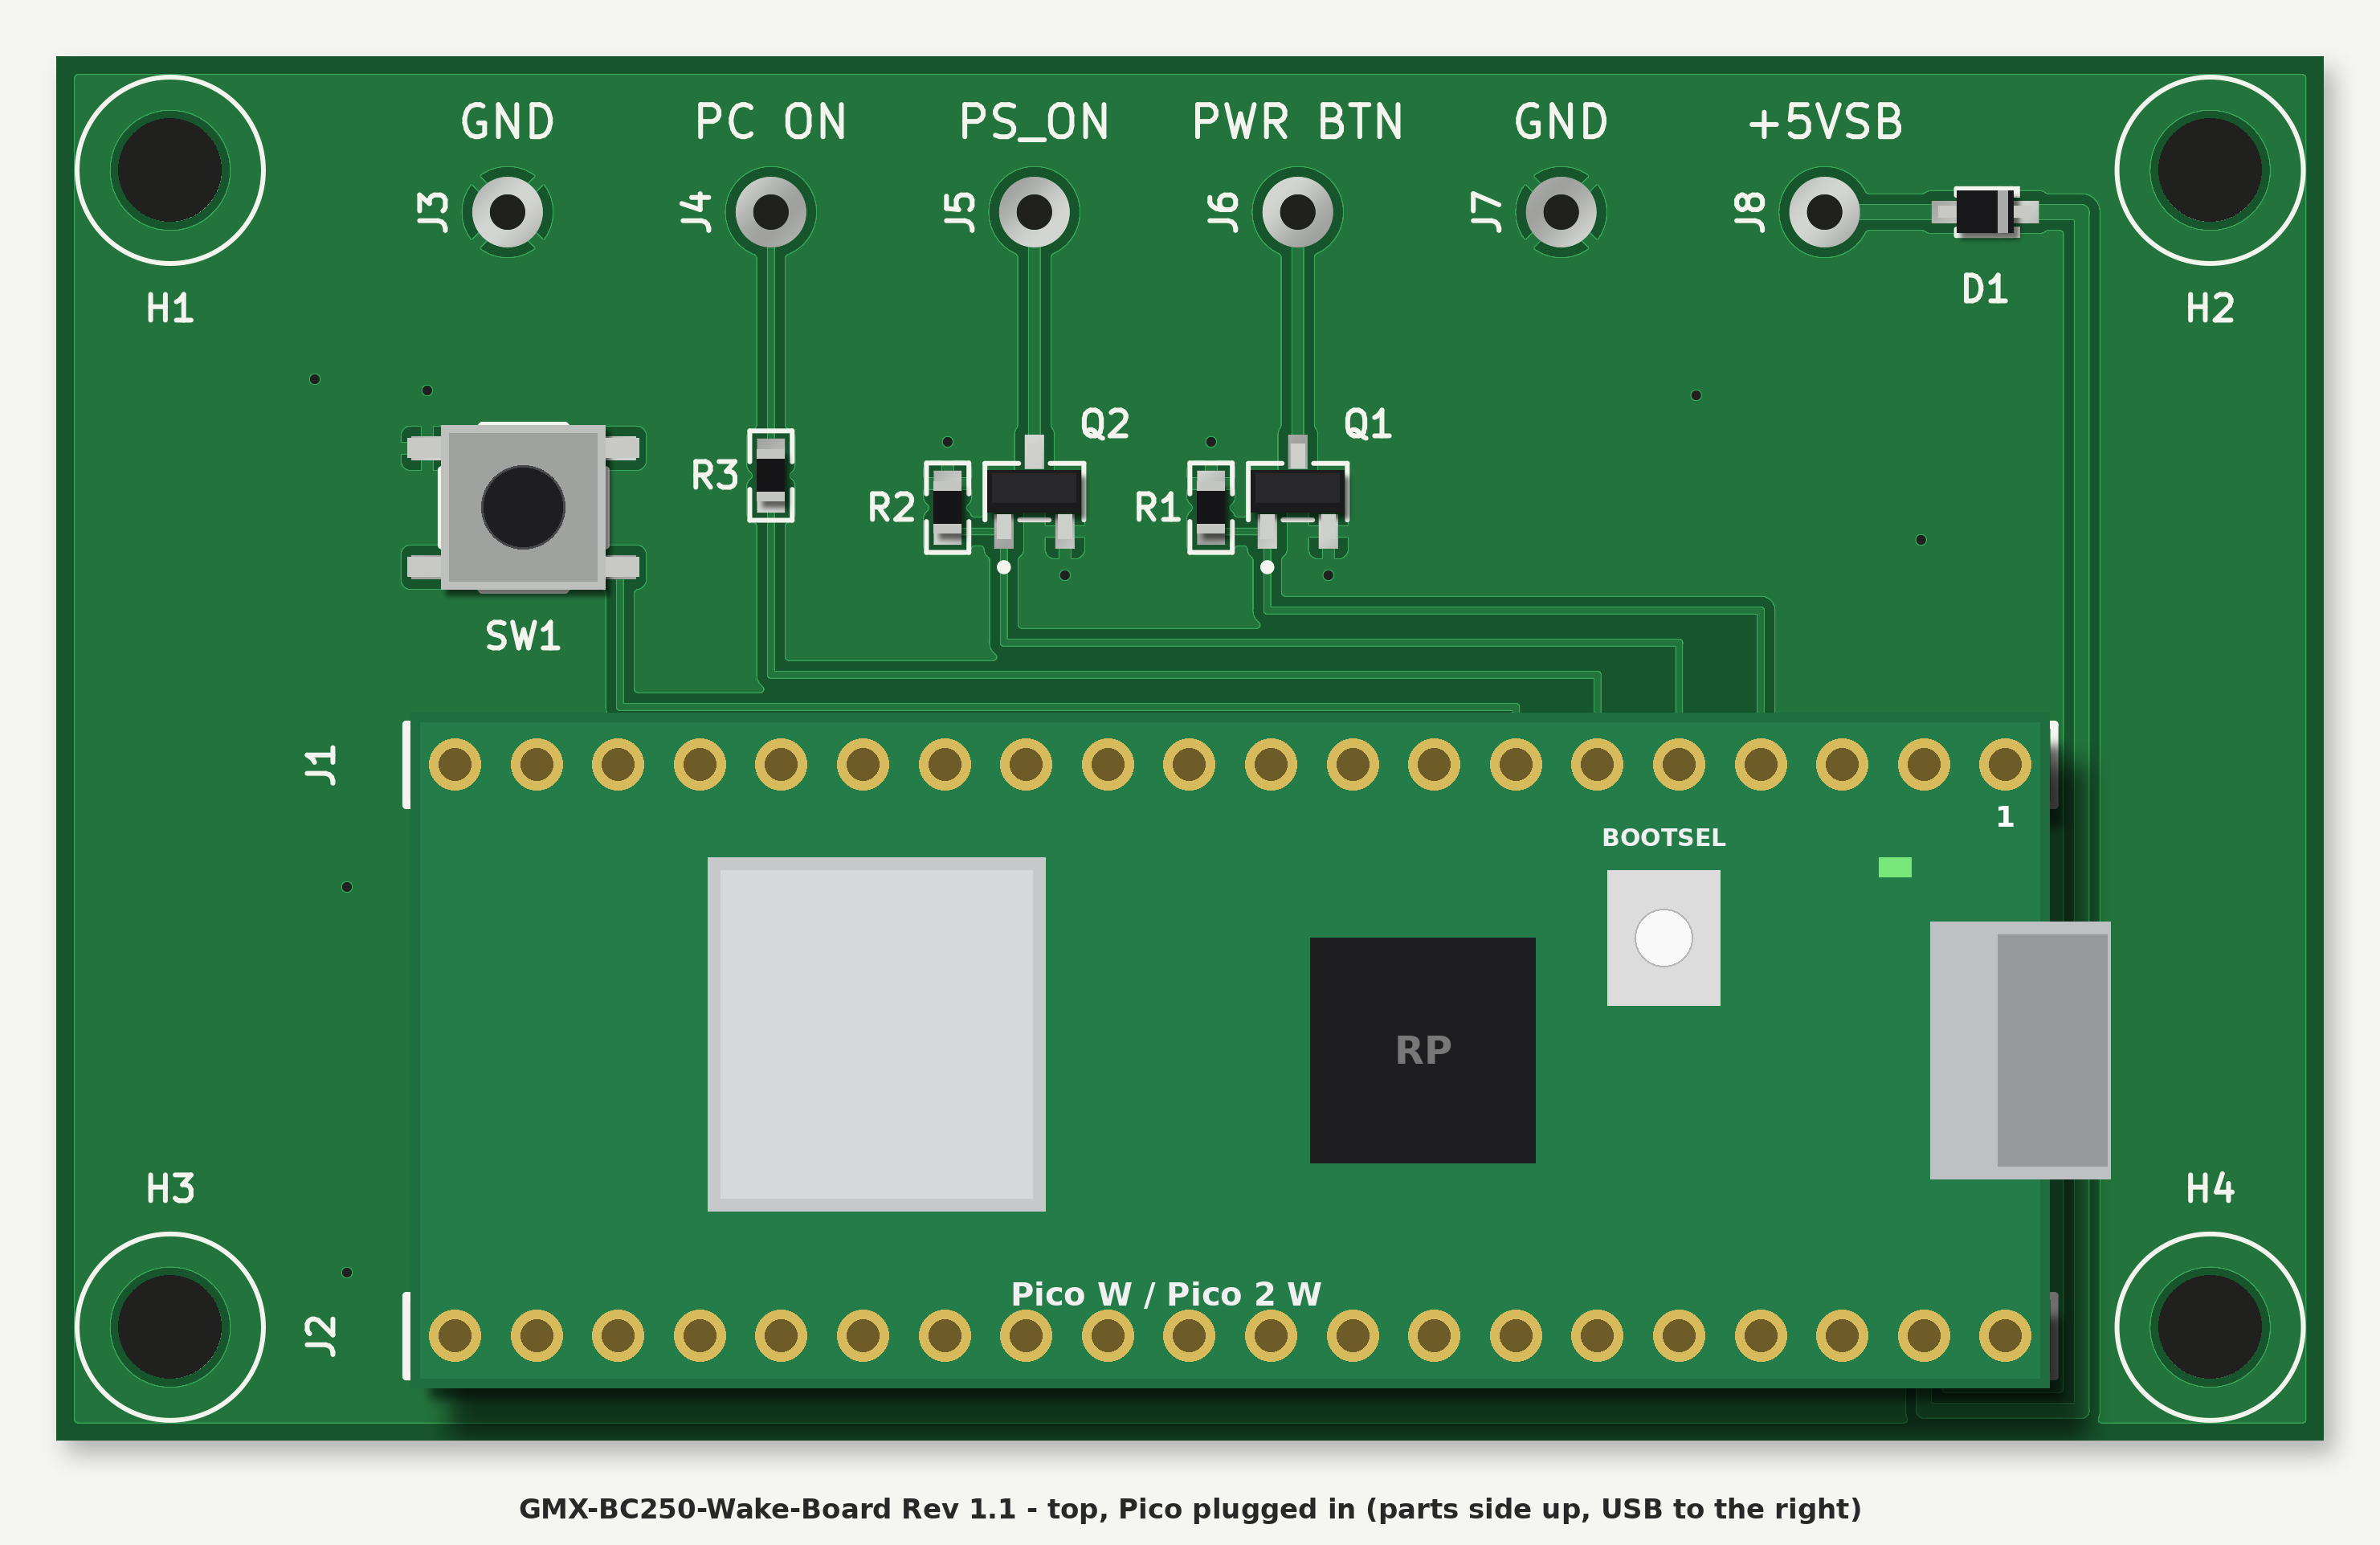 GND PC ON PS_ON PWR BTN GND +5VSB
J3 J4 J5 J6 J7 J8
D1
H1 H2
Q2 Q1
R3 R2 R1
SW1
J1
1
BOOTSEL
RP
H3 H4
Pico W / Pico 2 W
J2
GMX-BC250-Wake-Board Rev 1.1 - top, Pico plugged in (parts side up, USB to the right)